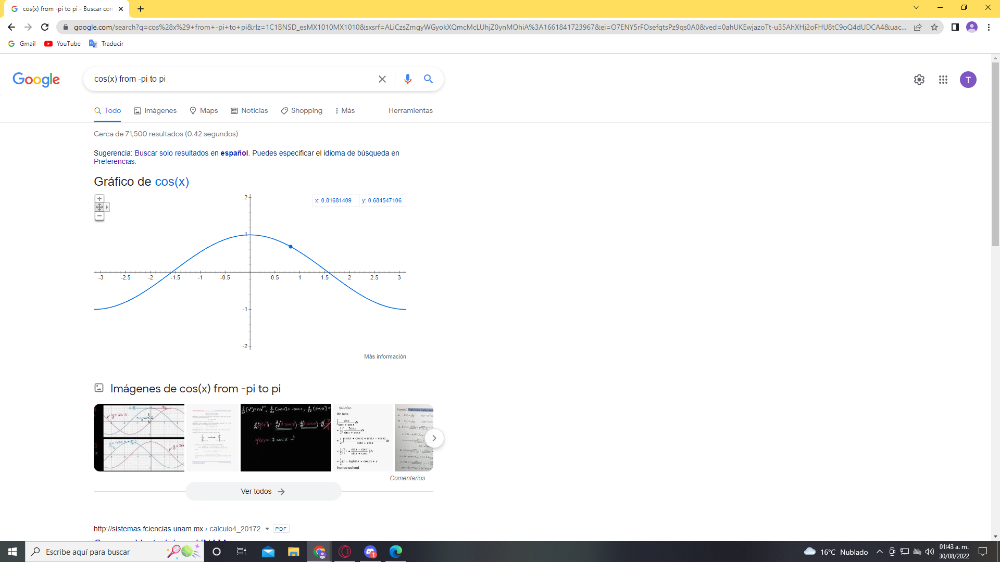 cos(x) from -pi to pi - Buscar con
google.com/search?q=cos%28x%29+from+-pi+to+pi&rlz=1C1BNSD_esMX1010MX1010&sxsrf=ALiCzsZmgyWGyokXQmcMcLUhjZ0ynMOhiA%3A1661841723967&ei=O7ENY5rFOsefqtsPz9qs0A0&ved=0ahUKEwjazoTt-u35AhXHj2oFHU8tC9oQ4dUDCA4&uac...
Gmail YouTube Traducir
Google
cos(x) from -pi to pi
T
Todo Imágenes Maps Noticias Shopping Más Herramientas
Cerca de 71,500 resultados (0.42 segundos)
Sugerencia: Buscar solo resultados en español. Puedes especificar el idioma de búsqueda en
Preferencias.
Gráfico de cos(x)
x: 0.81681409 y: 0.684547106
2
1
-3 -2.5 -2 -1.5 -1 -0.5 0.5 1 1.5 2 2.5 3
-1
-2
Más información
Imágenes de cos(x) from -pi to pi
y=sinx
Solution
We have,
hence solved
Comentarios
Ver todos
http://sistemas.fciencias.unam.mx › calculo4_20172 PDF
Escribe aquí para buscar
1
16°C Nublado
01:43 a. m.
30/08/2022